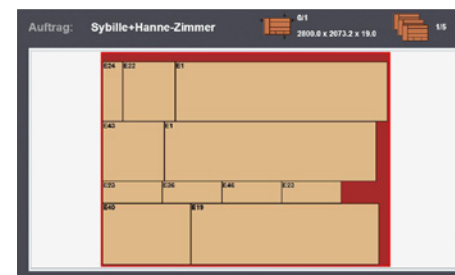 Auftrag: Sybille+Hanne-Zimmer 0/1 1/5
2800.0 x 2073.2 x 19.0
E24 E22 E1
E43 E1
E23 E36 E46 E23
E40 E19